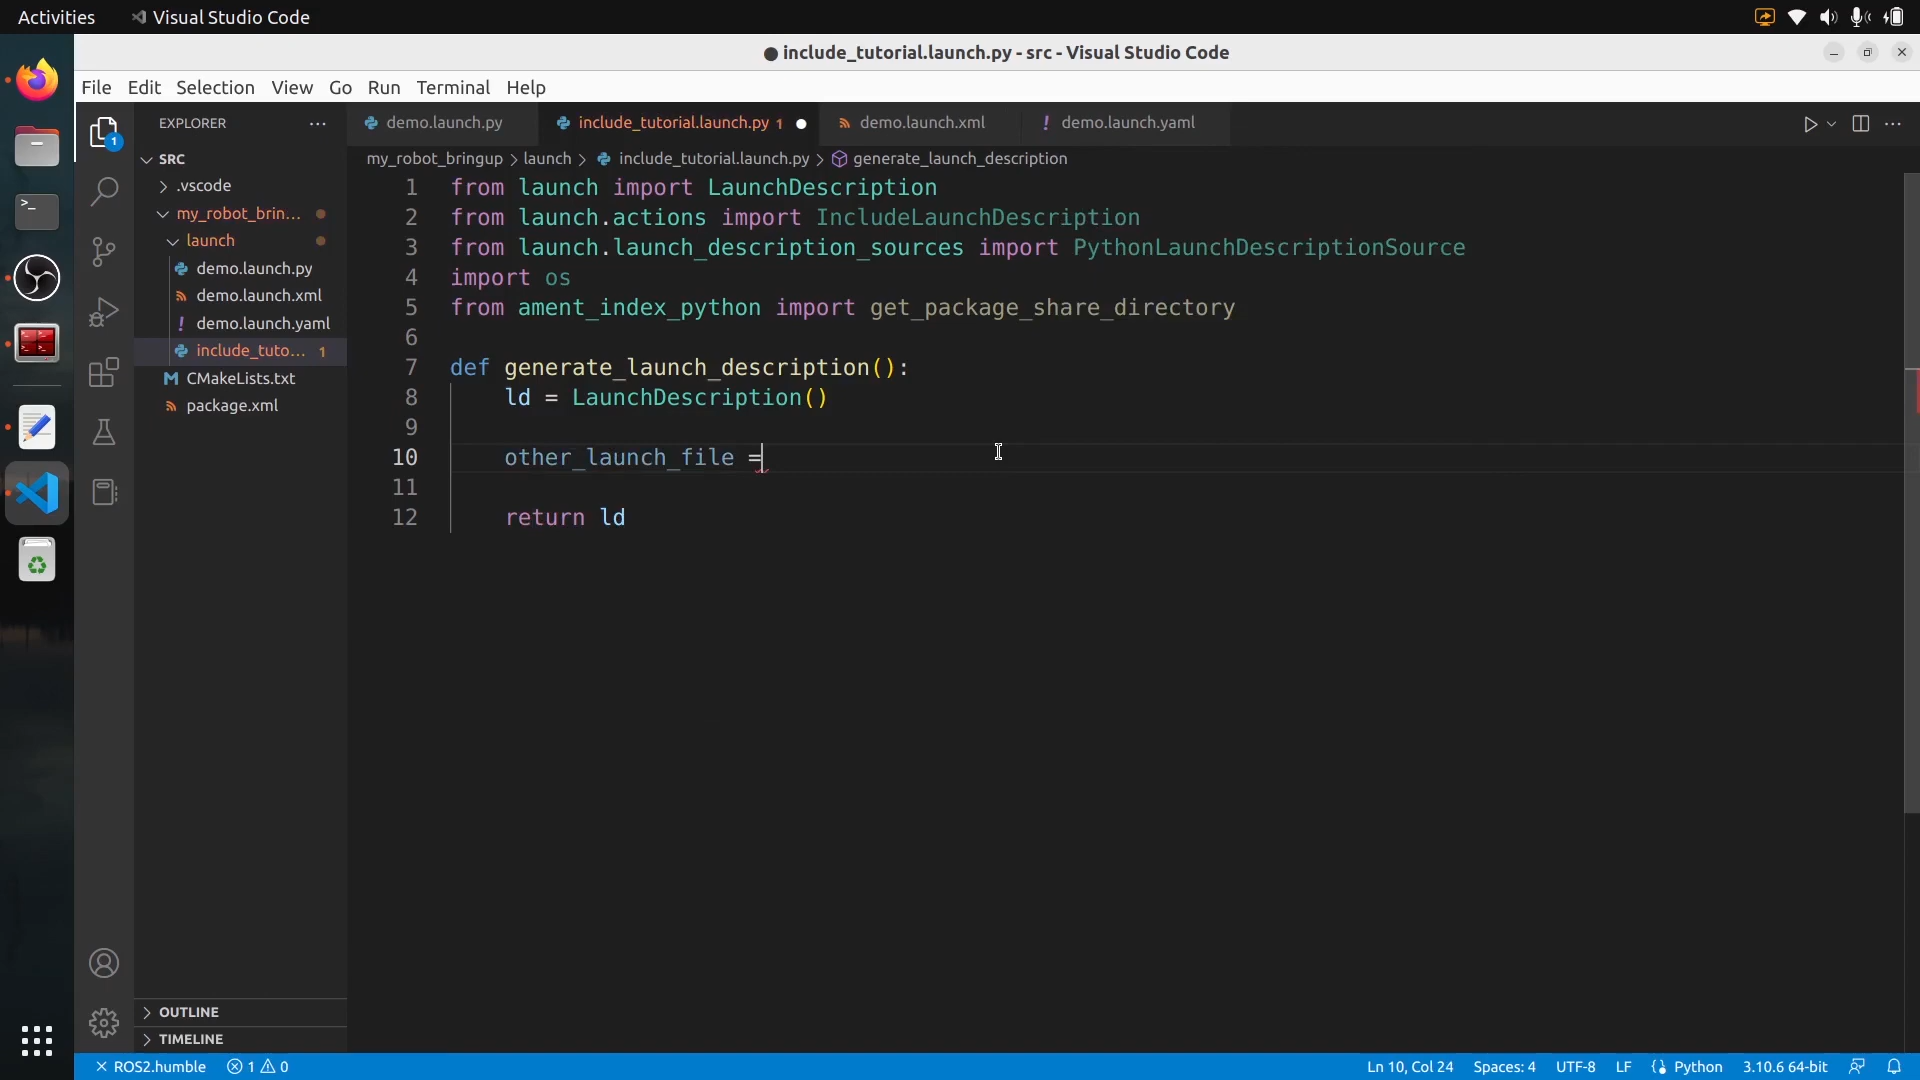 Activities
Visual Studio Code
● include_tutorial.launch.py - src - Visual Studio Code
File Edit Selection View Go Run Terminal Help
1
EXPLORER
SRC
.vscode
my_robot_brin...
launch
demo.launch.py
demo.launch.xml
demo.launch.yaml
include_tuto... 1
CMakeLists.txt
package.xml
OUTLINE
TIMELINE
demo.launch.py
include_tutorial.launch.py 1
demo.launch.xml
! demo.launch.yaml
my_robot_bringup > launch > include_tutorial.launch.py > generate_launch_description
1 from launch import LaunchDescription
2 from launch.actions import IncludeLaunchDescription
3 from launch.launch_description_sources import PythonLaunchDescriptionSource
4 import os
5 from ament_index_python import get_package_share_directory
6
7 def generate_launch_description():
8 ld = LaunchDescription()
9
10 other_launch_file =
11
12 return ld
ROS2.humble 1 0
Ln 10, Col 24 Spaces: 4 UTF-8 LF Python 3.10.6 64-bit